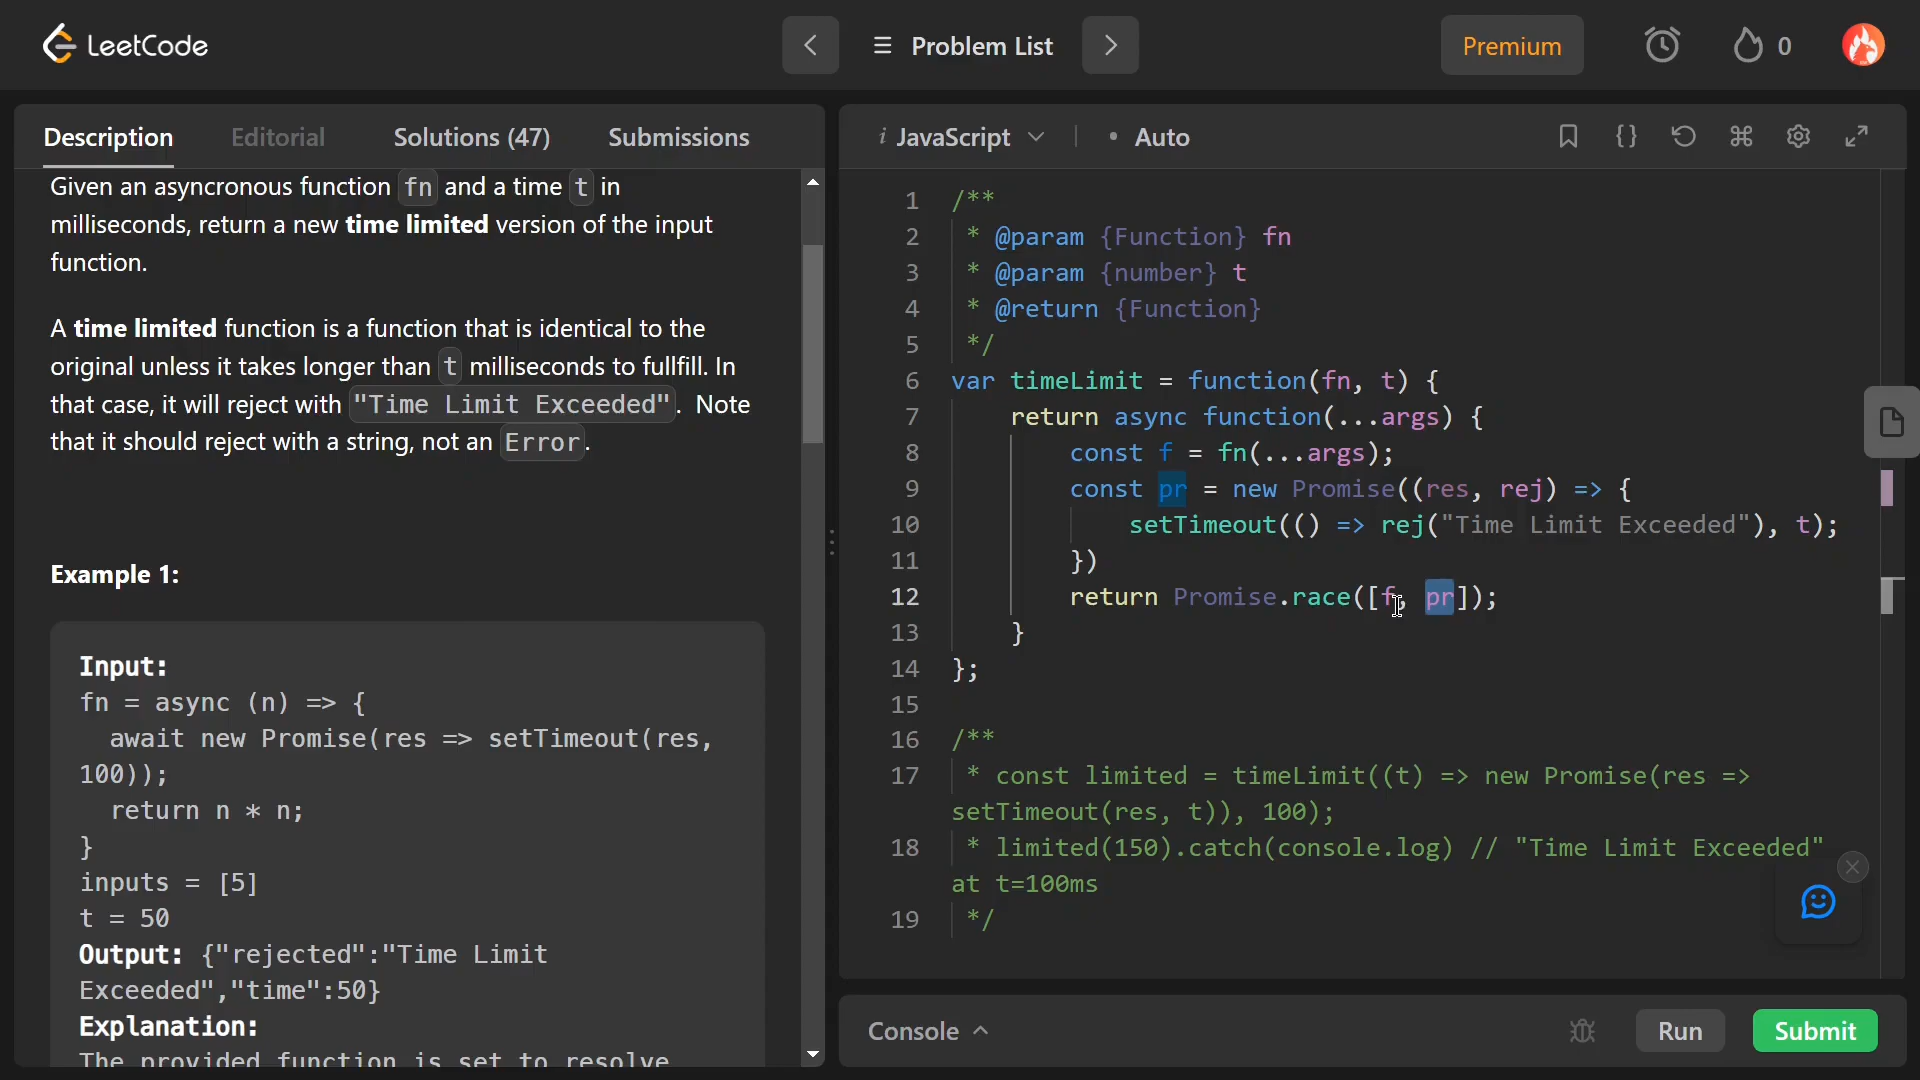 LeetCode
Problem List
Premium
0
Description
Editorial
Solutions (47)
Submissions
Given an asyncronous function fn and a time t in
milliseconds, return a new time limited version of the input
function.
A time limited function is a function that is identical to the
original unless it takes longer than t milliseconds to fullfill. In
that case, it will reject with "Time Limit Exceeded". Note
that it should reject with a string, not an Error.
Example 1:
Input:
fn = async (n) => {
  await new Promise(res => setTimeout(res,
100));
  return n * n;
}
inputs = [5]
t = 50
Output: {"rejected":"Time Limit
Exceeded","time":50}
Explanation:
The provided function is set to resolve
i JavaScript
• Auto
1 /**
2  * @param {Function} fn
3  * @param {number} t
4  * @return {Function}
5  */
6 var timeLimit = function(fn, t) {
7     return async function(...args) {
8         const f = fn(...args);
9         const pr = new Promise((res, rej) => {
10             setTimeout(() => rej("Time Limit Exceeded"), t);
11         })
12         return Promise.race([f, pr]);
13     }
14 };
15
16 /**
17  * const limited = timeLimit((t) => new Promise(res =>
setTimeout(res, t)), 100);
18  * limited(150).catch(console.log) // "Time Limit Exceeded"
at t=100ms
19  */
Console
Run
Submit